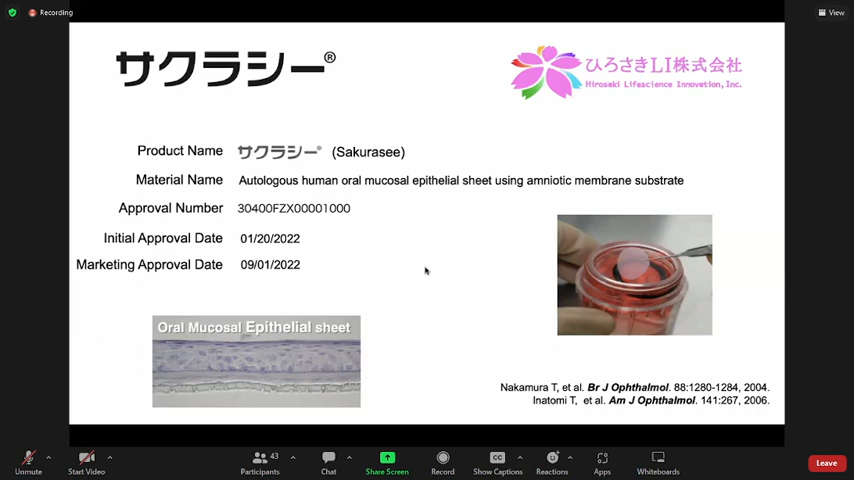 Recording
View
サクラシー®
ひろさきLI株式会社
Hirosaki Lifescience Innovation, Inc.
Product Name サクラシー® (Sakurasee)
Material Name Autologous human oral mucosal epithelial sheet using amniotic membrane substrate
Approval Number 30400FZX00001000
Initial Approval Date 01/20/2022
Marketing Approval Date 09/01/2022
Oral Mucosal Epithelial sheet
Nakamura T, et al. Br J Ophthalmol. 88:1280-1284, 2004.
Inatomi T, et al. Am J Ophthalmol. 141:267, 2006.
43
CC
Unmute Start Video Participants Chat Share Screen Record Show Captions Reactions Apps Whiteboards Leave